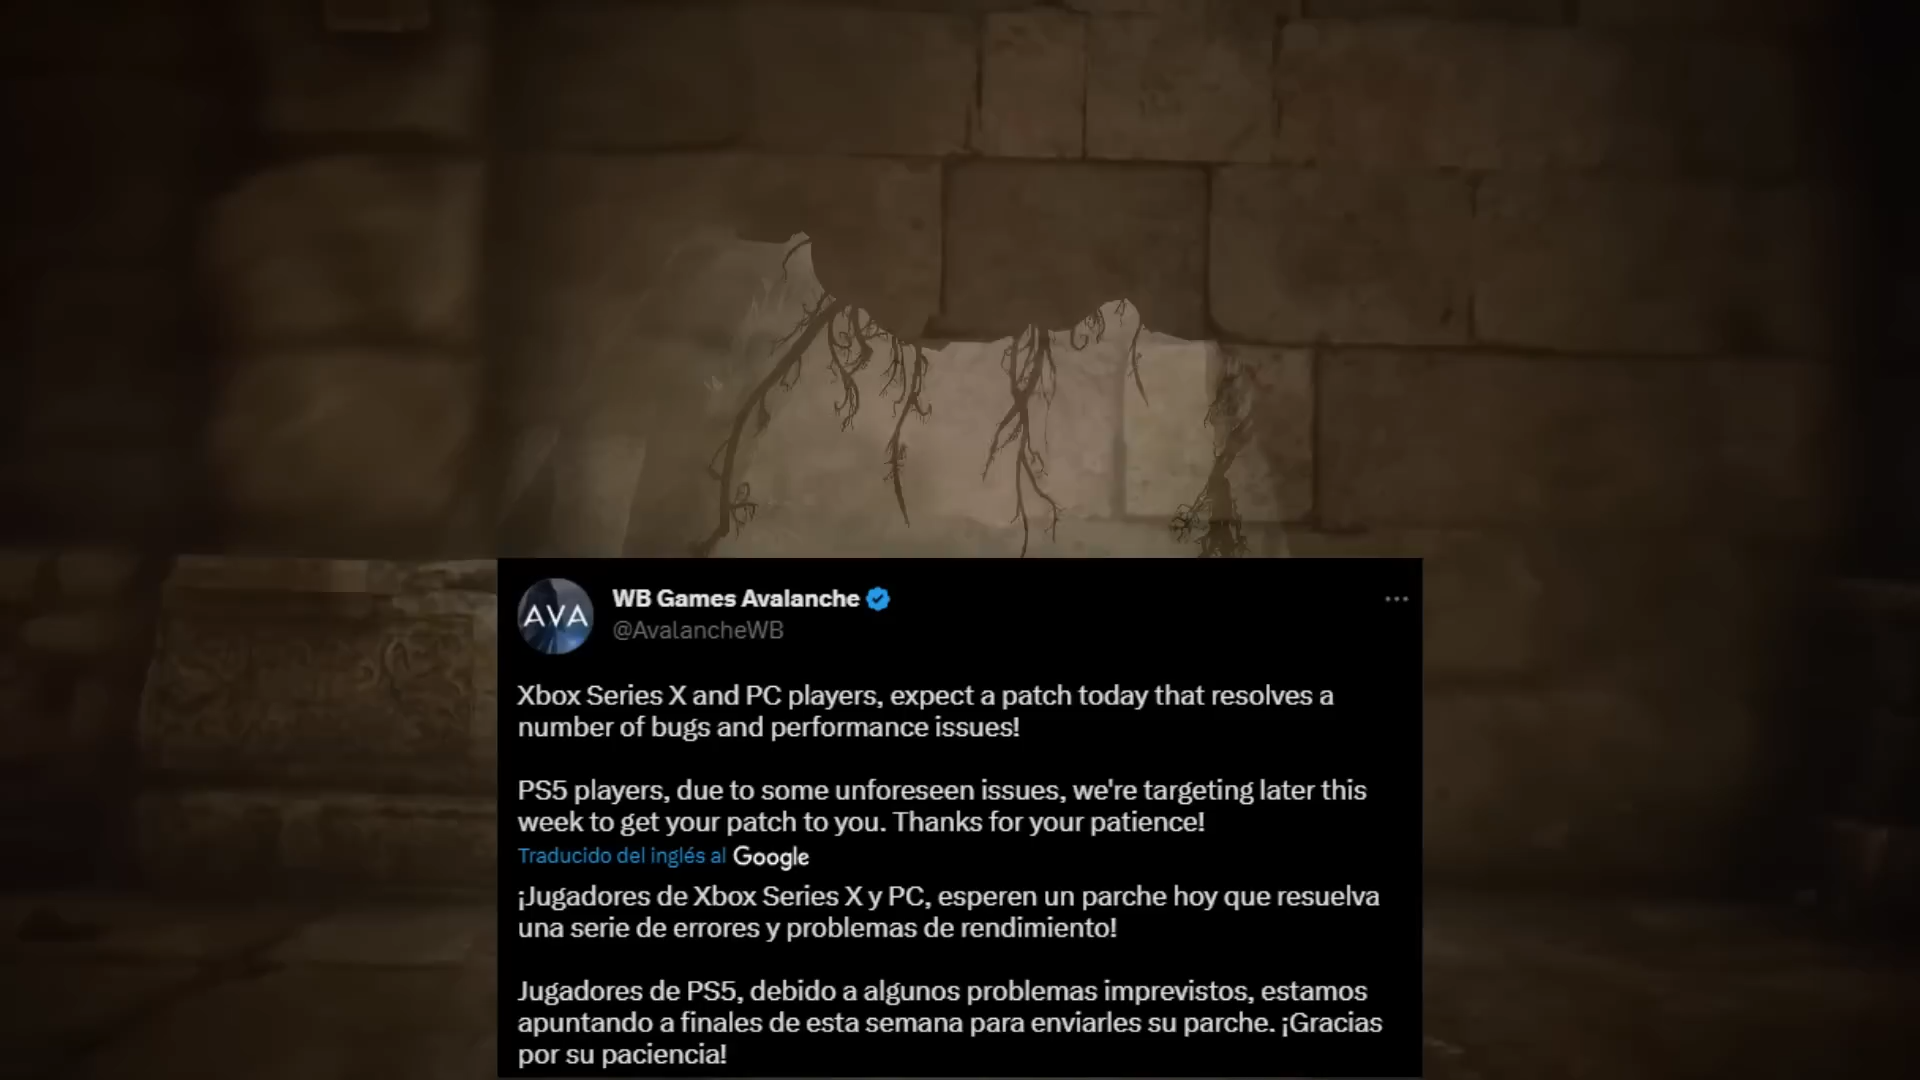 AVA
WB Games Avalanche
@AvalancheWB
Xbox Series X and PC players, expect a patch today that resolves a
number of bugs and performance issues!
PS5 players, due to some unforeseen issues, we're targeting later this
week to get your patch to you. Thanks for your patience!
Traducido del inglés al Google
¡Jugadores de Xbox Series X y PC, esperen un parche hoy que resuelva
una serie de errores y problemas de rendimiento!
Jugadores de PS5, debido a algunos problemas imprevistos, estamos
apuntando a finales de esta semana para enviarles su parche. ¡Gracias
por su paciencia!